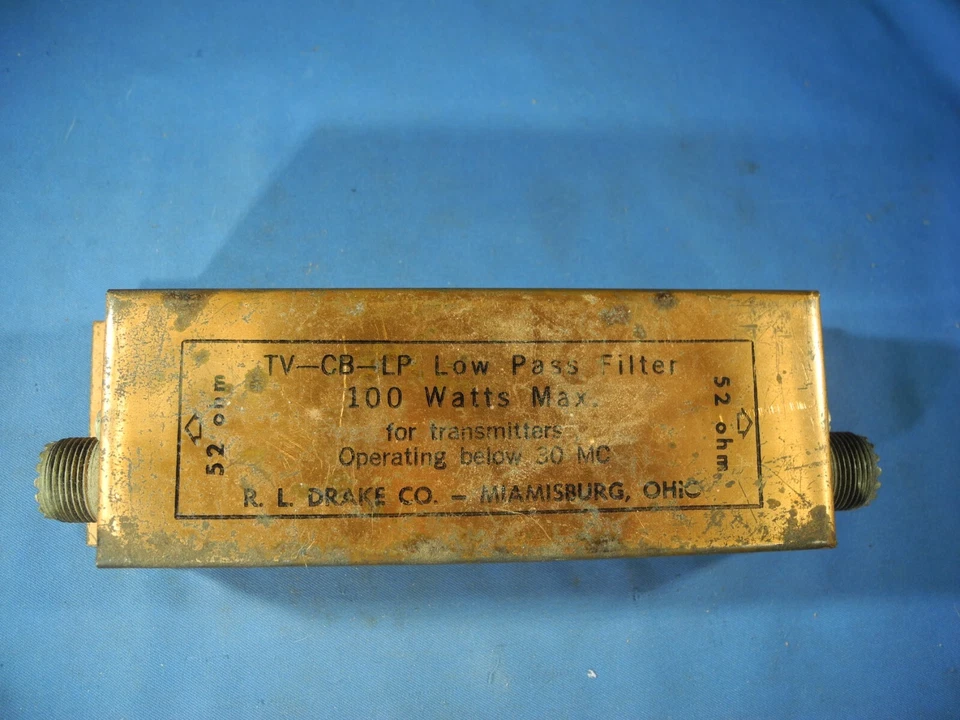 TV-CB-LP Low Pass Filter
100 Watts Max.
for transmitters
Operating below 30 MC
R. L. DRAKE CO. - MIAMISBURG, OHIO
52 ohm
52 ohm